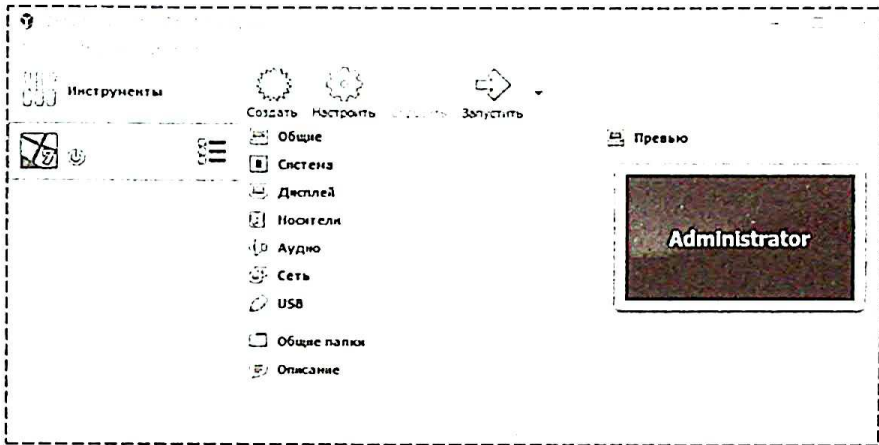 Инструменты
Создать Настроить Запустить
Общие
Система
Дисплей
Носители
Аудио
Сеть
USB
Общие папки
Описание
Превью
Administrator